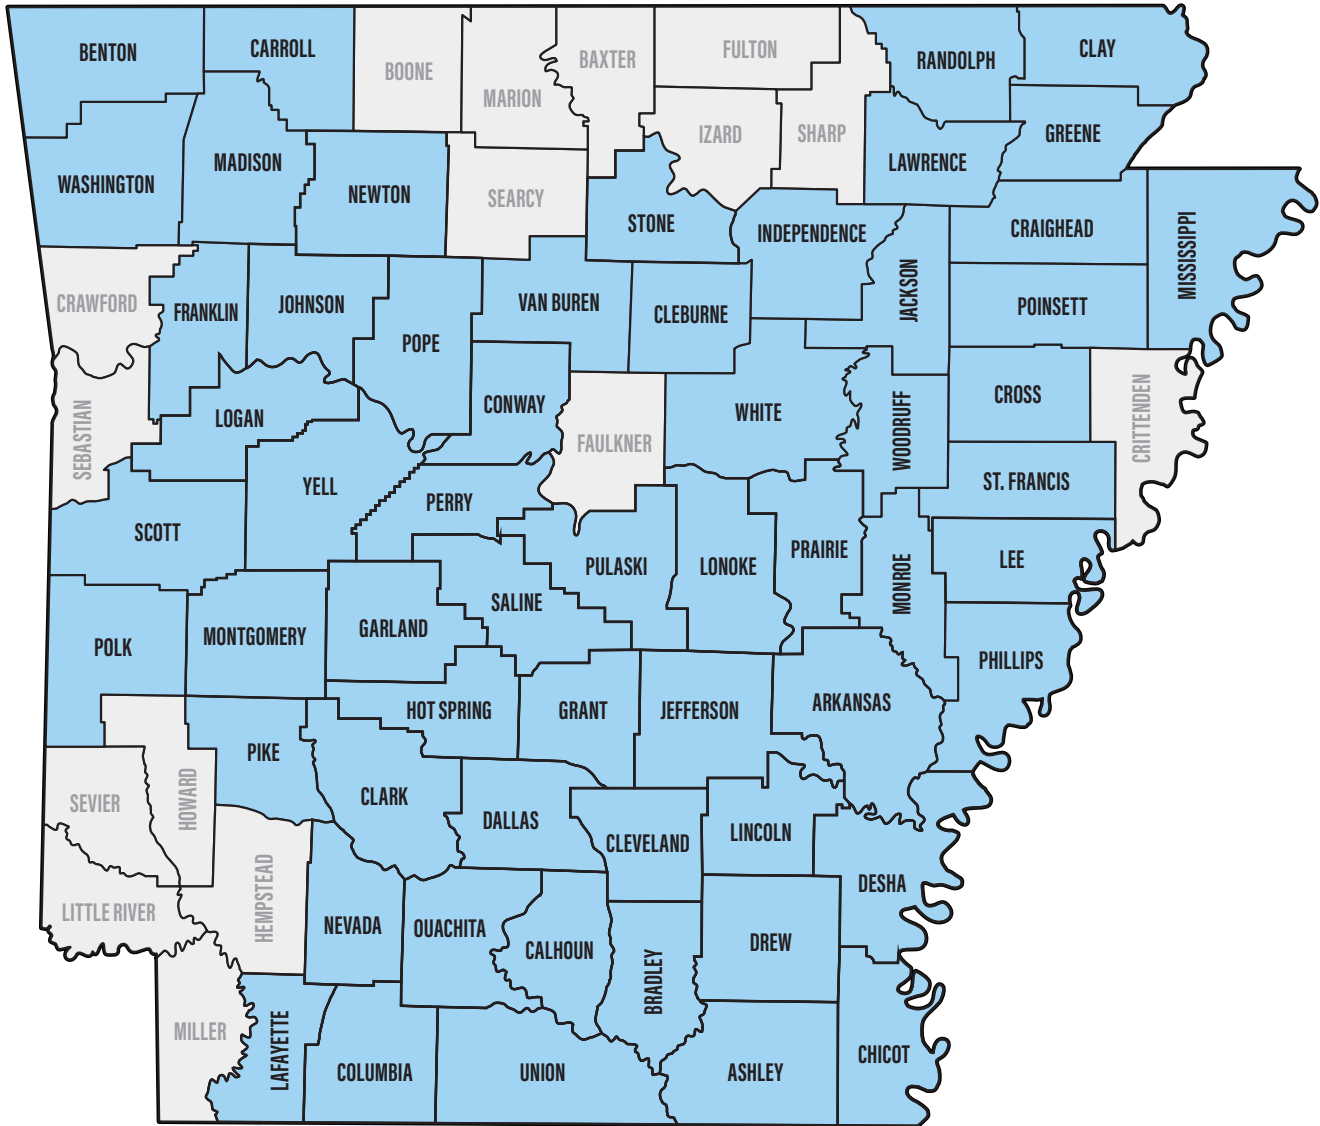 BENTON
CARROLL
BOONE
MARION
BAXTER
FULTON
RANDOLPH
CLAY
IZARD
SHARP
GREENE
WASHINGTON
MADISON
NEWTON
SEARCY
STONE
INDEPENDENCE
LAWRENCE
CRAIGHEAD
MISSISSIPPI
CRAWFORD
FRANKLIN
JOHNSON
POPE
VAN BUREN
CLEBURNE
JACKSON
POINSETT
SEBASTIAN
LOGAN
CONWAY
FAULKNER
WHITE
WOODRUFF
CROSS
CRITTENDEN
SCOTT
YELL
PERRY
ST. FRANCIS
PULASKI
LONOKE
PRAIRIE
MONROE
LEE
POLK
MONTGOMERY
GARLAND
SALINE
PHILLIPS
HOT SPRING
GRANT
JEFFERSON
ARKANSAS
PIKE
SEVIER
HOWARD
CLARK
DALLAS
CLEVELAND
LINCOLN
DESHA
LITTLE RIVER
HEMPSTEAD
NEVADA
OUACHITA
CALHOUN
BRADLEY
DREW
MILLER
LAFAYETTE
COLUMBIA
UNION
ASHLEY
CHICOT